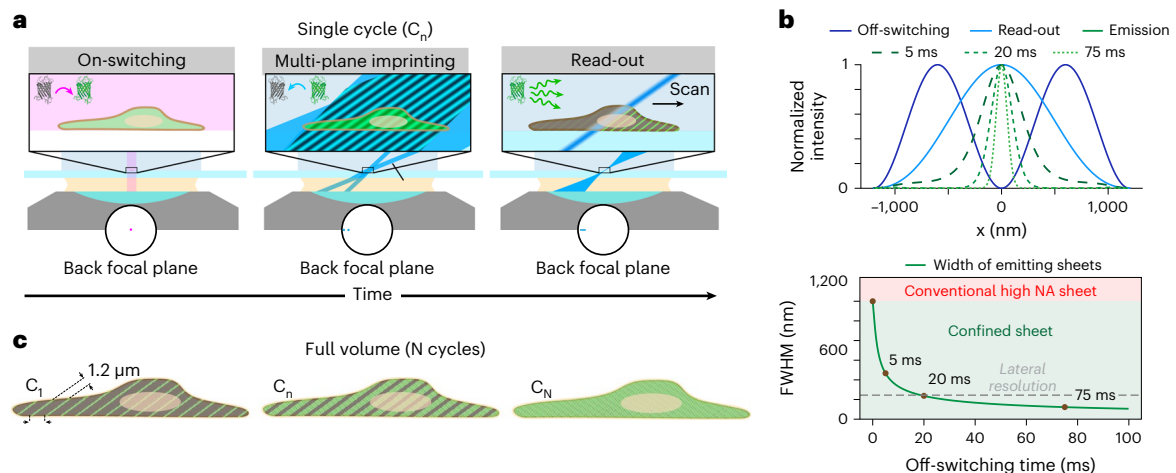 a
Single cycle (Cn)
On-switching
Multi-plane imprinting
Read-out
Scan
Back focal plane
Back focal plane
Back focal plane
Time
c
Full volume (N cycles)
1.2 µm
C1
Cn
CN
b
Off-switching
Read-out
Emission
5 ms
20 ms
75 ms
Normalized
intensity
1
0
−1,000
0
1,000
x (nm)
Width of emitting sheets
FWHM (nm)
1,200
600
0
Conventional high NA sheet
Confined sheet
5 ms
20 ms
Lateral
resolution
75 ms
0
20
40
60
80
100
Off-switching time (ms)